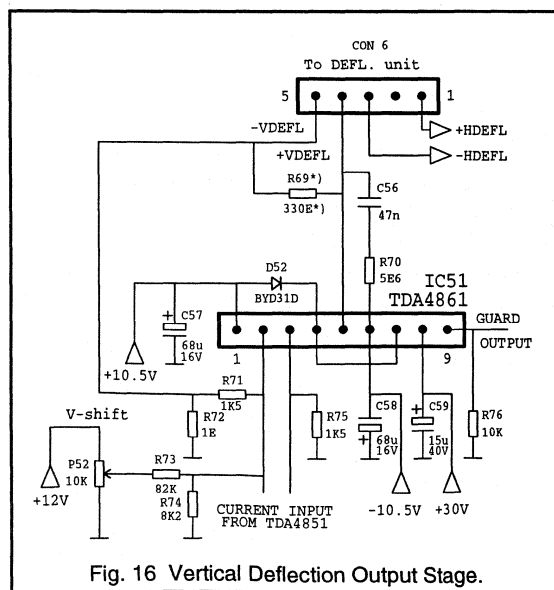 CON 6
To DEFL. unit
5
1
-VDEFL
+HDEFL
+VDEFL
-HDEFL
R69*)
330E*)
C56
47n
D52
BYD31D
R70
5E6
IC51
TDA4861
C57
68u
16V
+10.5V
GUARD
OUTPUT
1
9
R71
1K5
V-shift
R72
1E
R75
1K5
C58
68u
16V
C59
15u
40V
R76
10K
P52
10K
R73
82K
+12V
R74
8K2
CURRENT INPUT
FROM TDA4851
-10.5V
+30V
+
+
+
Fig. 16 Vertical Deflection Output Stage.